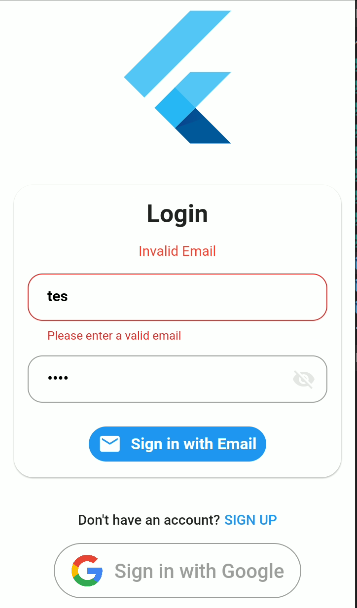 Login
Invalid Email
tes
Please enter a valid email
••••
Sign in with Email
Don't have an account? SIGN UP
Sign in with Google